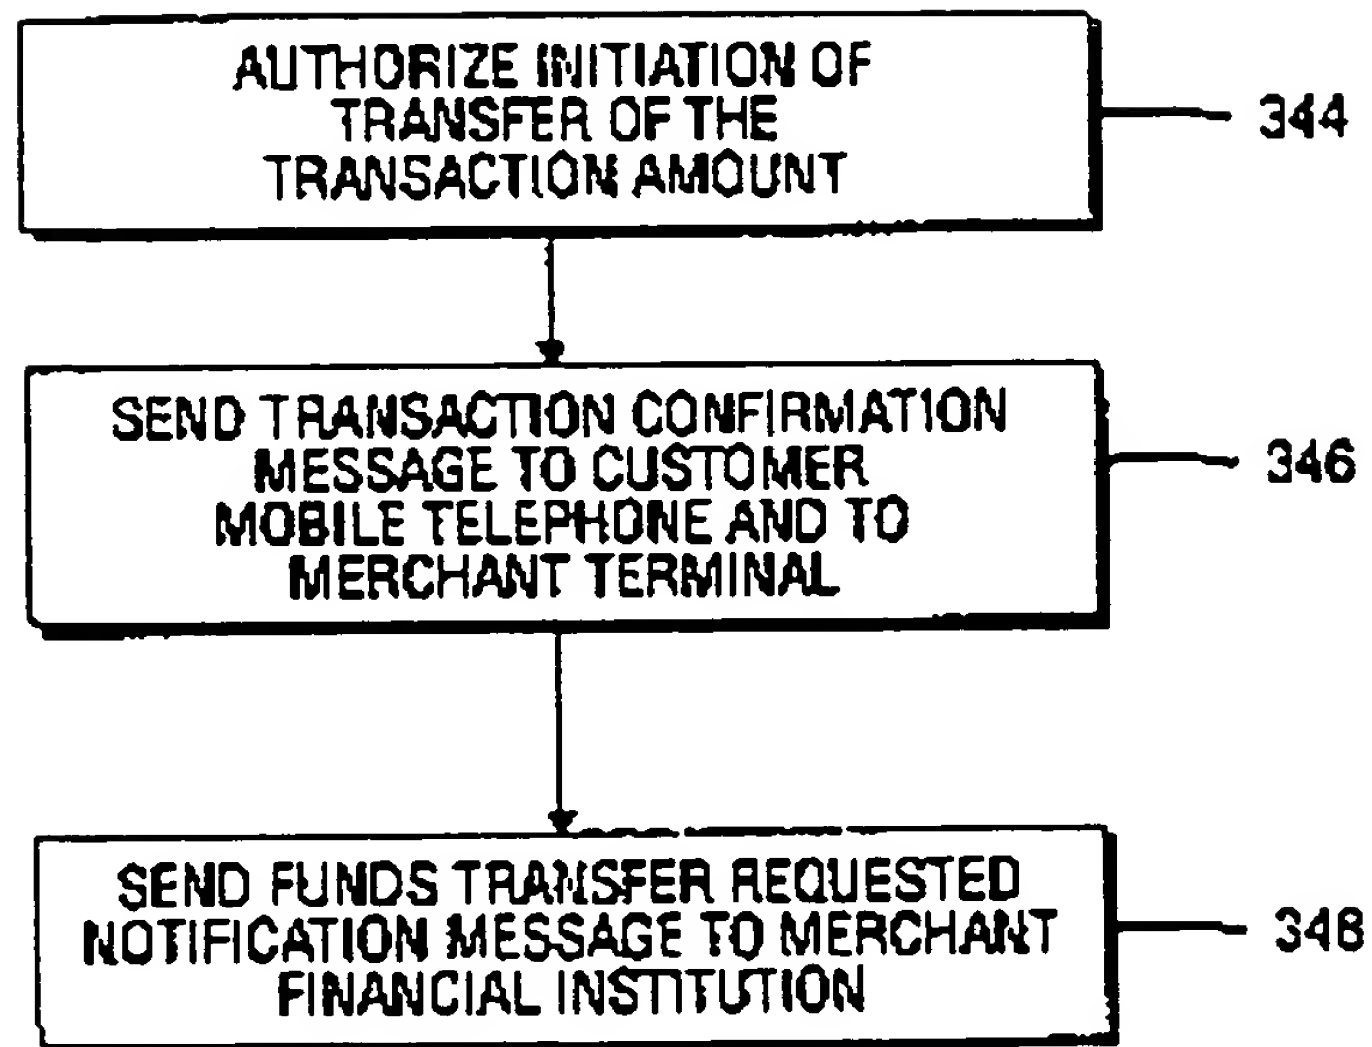 AUTHORIZE INITIATION OF
TRANSFER OF THE
TRANSACTION AMOUNT
344
SEND TRANSACTION CONFIRMATION
MESSAGE TO CUSTOMER
MOBILE TELEPHONE AND TO
MERCHANT TERMINAL
346
SEND FUNDS TRANSFER REQUESTED
NOTIFICATION MESSAGE TO MERCHANT
FINANCIAL INSTITUTION
348